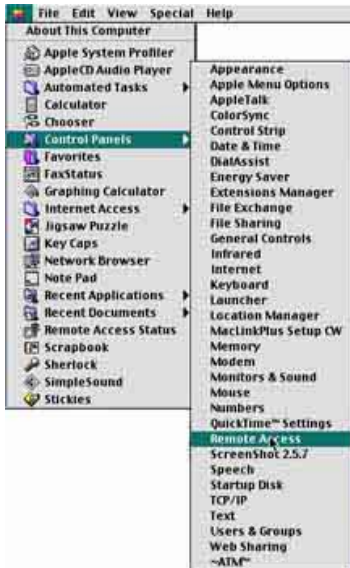 File Edit View Special Help
About This Computer
Apple System Profiler
AppleCD Audio Player
Automated Tasks
Calculator
Chooser
Control Panels
Favorites
FaxStatus
Graphing Calculator
Internet Access
Jigsaw Puzzle
Key Caps
Network Browser
Note Pad
Recent Applications
Recent Documents
Remote Access Status
Scrapbook
Sherlock
SimpleSound
Stickies
Appearance
Apple Menu Options
AppleTalk
ColorSync
Control Strip
Date & Time
DialAssist
Energy Saver
Extensions Manager
File Exchange
File Sharing
General Controls
Infrared
Internet
Keyboard
Launcher
Location Manager
MacLinkPlus Setup CW
Memory
Modem
Monitors & Sound
Mouse
Numbers
QuickTime™ Settings
Remote Access
ScreenShot 2.5.7
Speech
Startup Disk
TCP/IP
Text
Users & Groups
Web Sharing
~ATM™